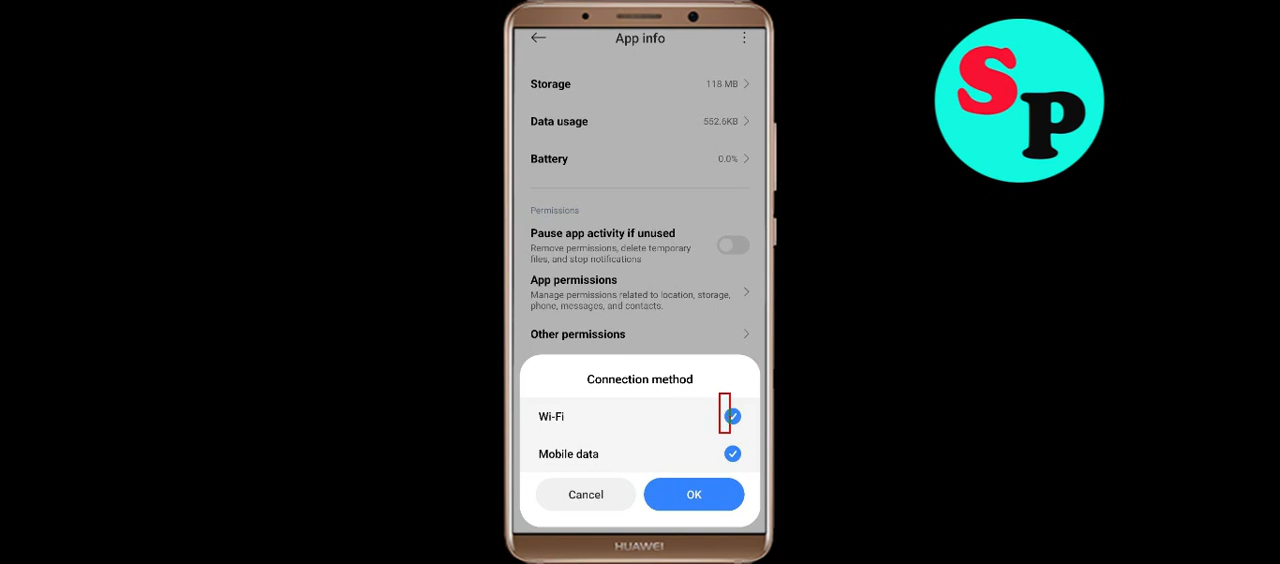 App info
Storage 118 MB
Data usage 552.6KB
Battery 0.0%
Permissions
Pause app activity if unused
Remove permissions, delete temporary
files, and stop notifications
App permissions
Manage permissions related to location, storage,
phone, messages, and contacts.
Other permissions
Connection method
Wi-Fi
Mobile data
Cancel OK
HUAWEI
SP